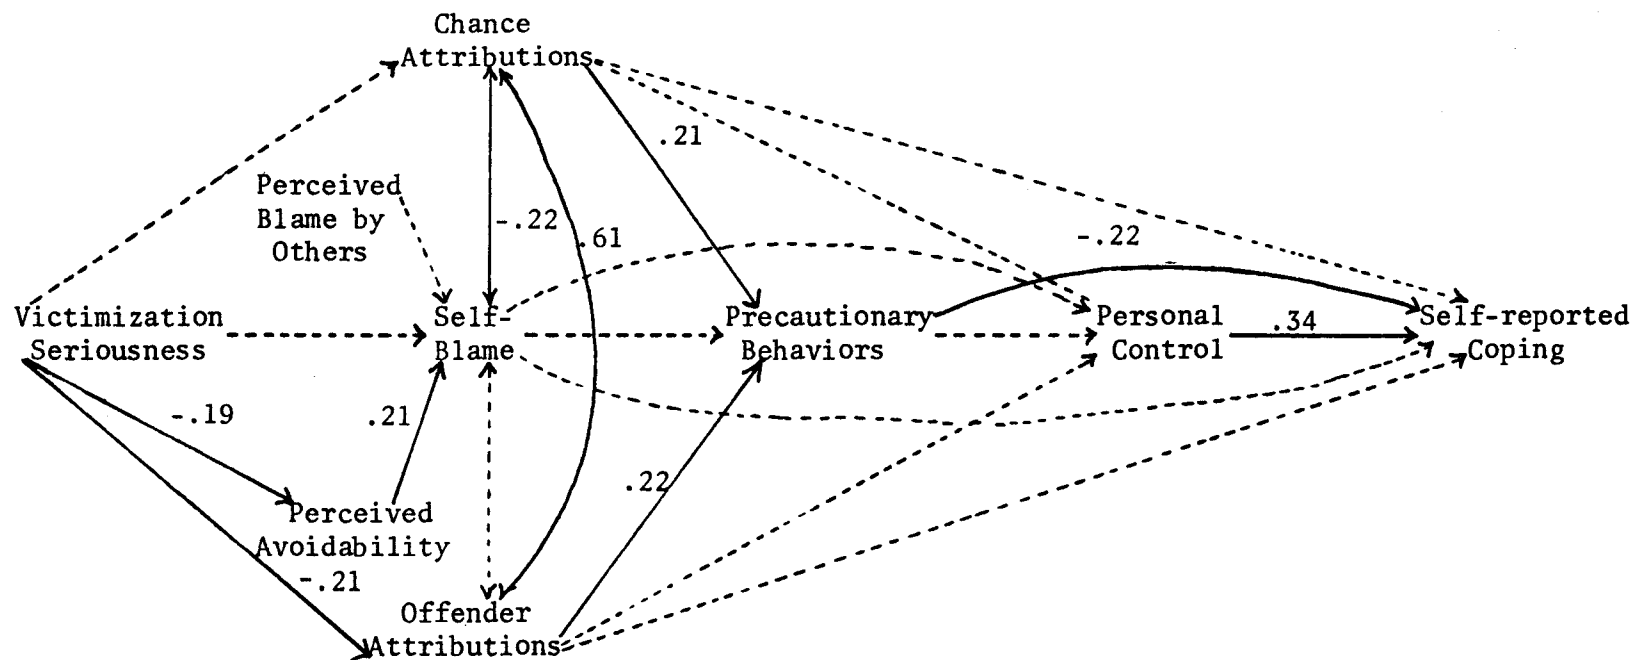 Chance
Attributions
.21
Perceived
Blame by
Others
-.22
.61
-.22
Victimization
Seriousness
Self-
Blame
Precautionary
Behaviors
Personal
Control
.34
Self-reported
Coping
-.19
.21
.22
Perceived
Avoidability
-.21
Offender
Attributions